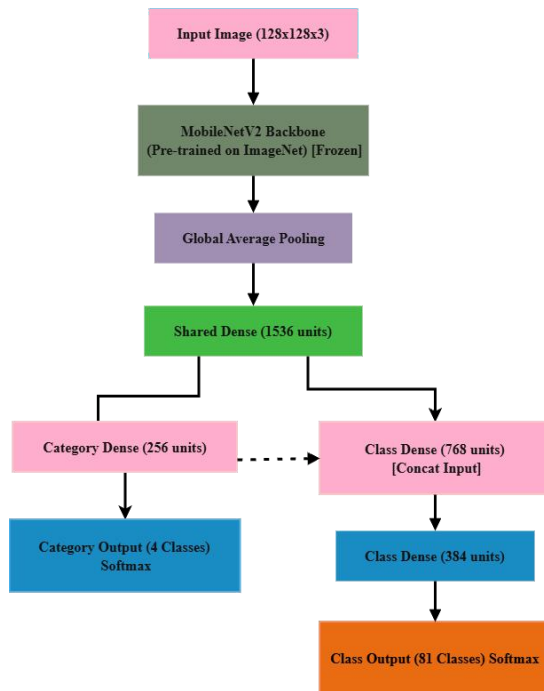 Input Image (128x128x3)
MobileNetV2 Backbone
(Pre-trained on ImageNet) [Frozen]
Global Average Pooling
Shared Dense (1536 units)
Category Dense (256 units)
Class Dense (768 units)
[Concat Input]
Category Output (4 Classes)
Softmax
Class Dense (384 units)
Class Output (81 Classes) Softmax